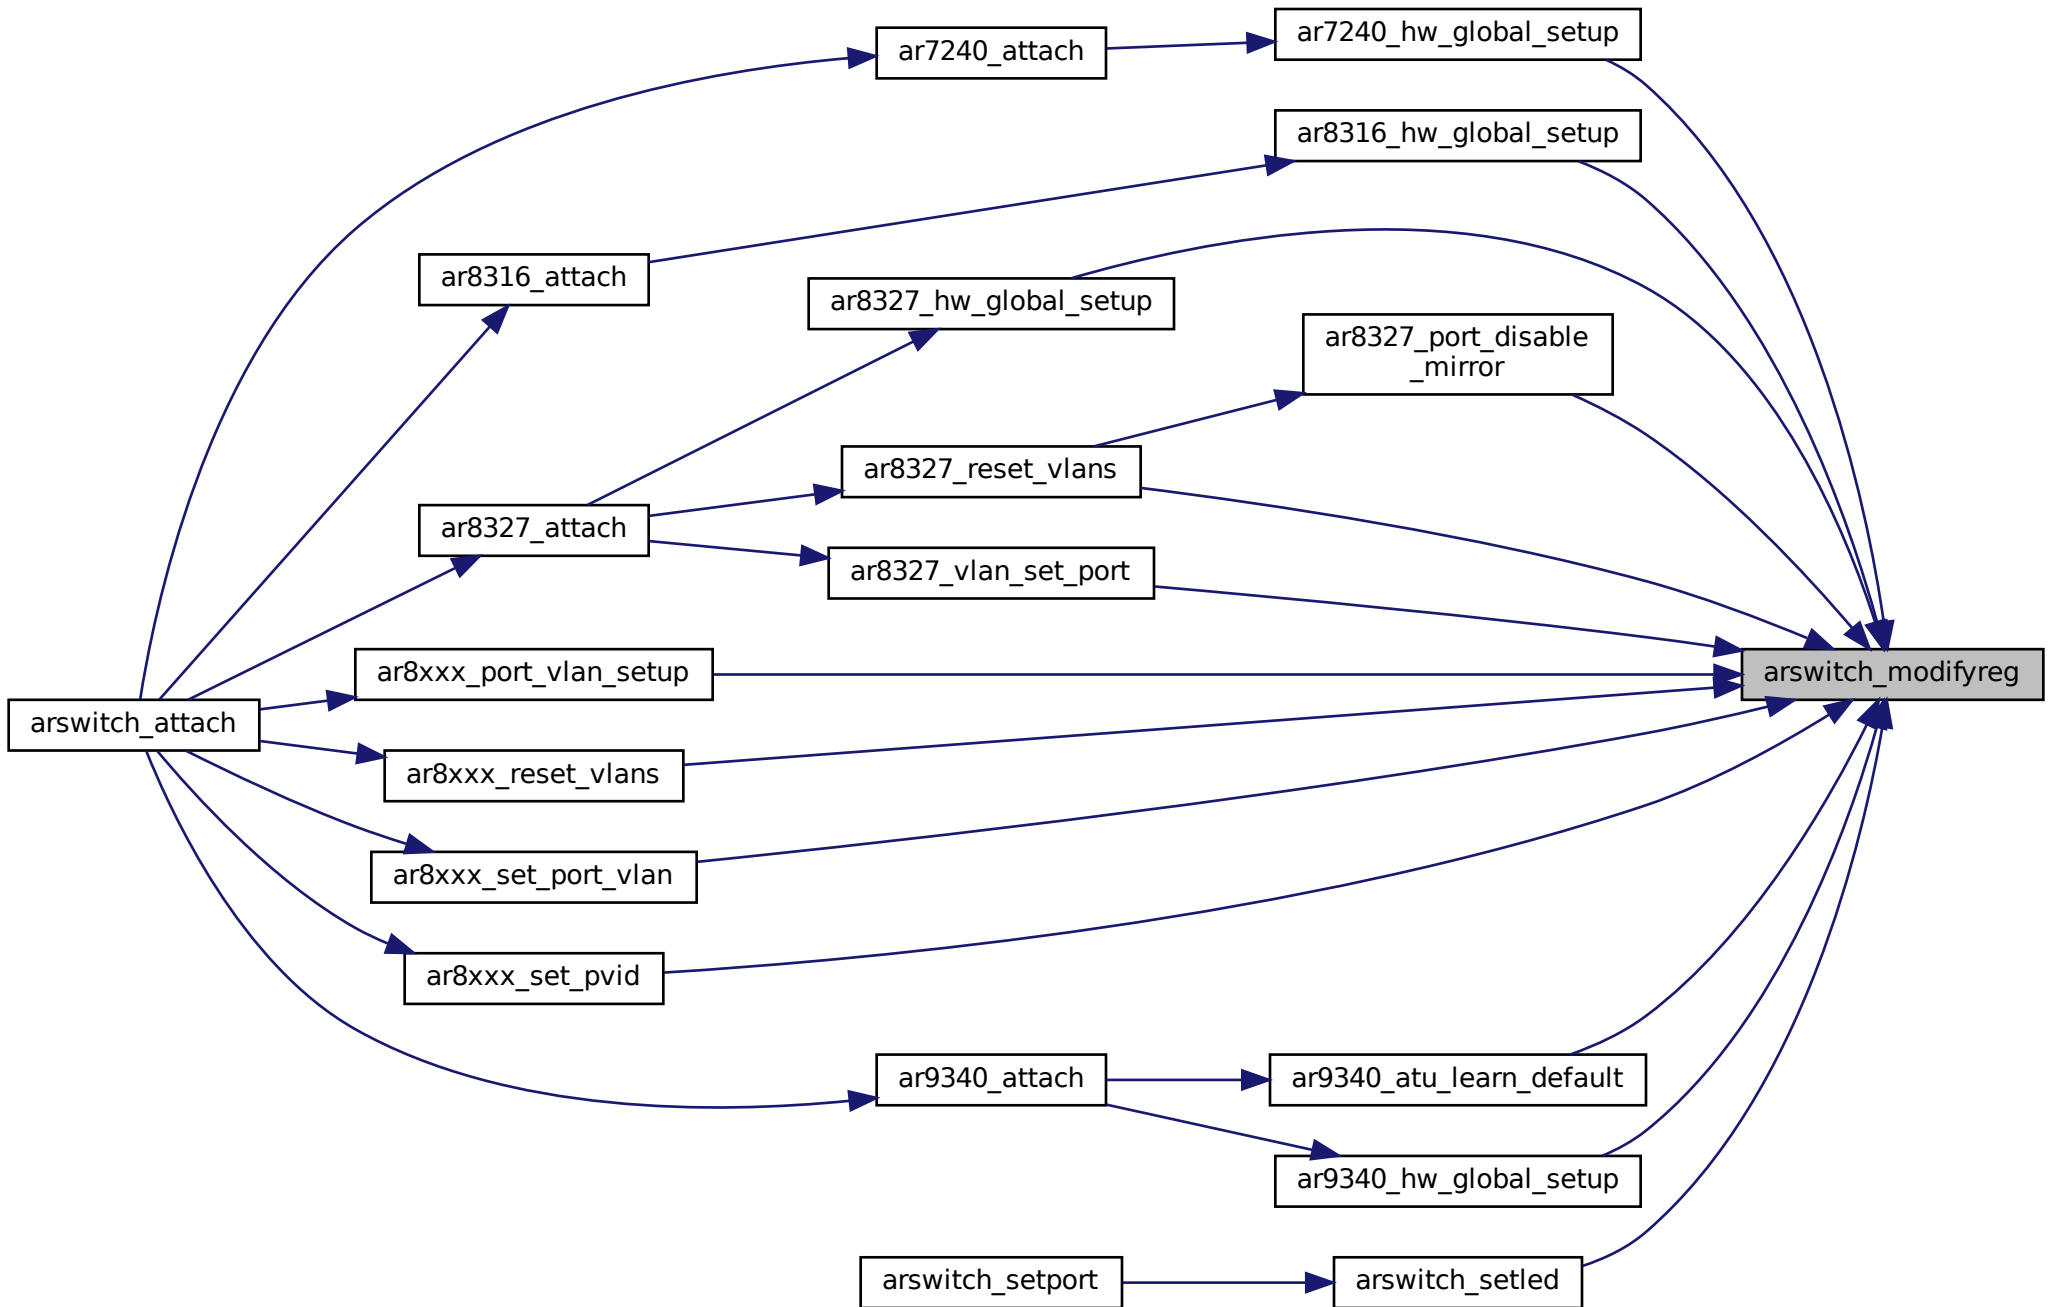 ar7240_hw_global_setup
ar7240_attach
ar8316_hw_global_setup
ar8316_attach
ar8327_hw_global_setup
ar8327_port_disable
_mirror
ar8327_reset_vlans
ar8327_attach
ar8327_vlan_set_port
ar8xxx_port_vlan_setup
arswitch_modifyreg
arswitch_attach
ar8xxx_reset_vlans
ar8xxx_set_port_vlan
ar8xxx_set_pvid
ar9340_attach
ar9340_atu_learn_default
ar9340_hw_global_setup
arswitch_setport
arswitch_setled